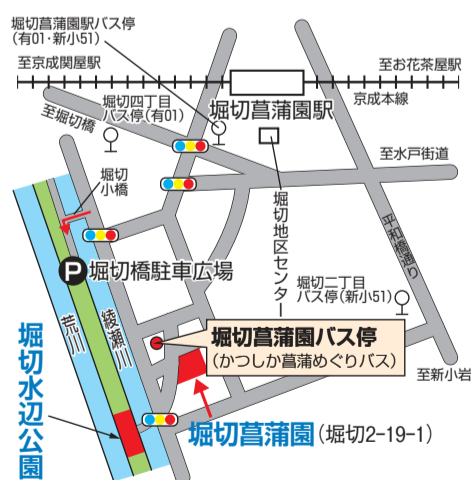 堀切菖蒲園駅バス停
(有01・新小51)
至京成関屋駅
至お花茶屋駅
京成本線
堀切四丁目
バス停(有01)
堀切菖蒲園駅
至堀切橋
至水戸街道
堀切
小橋
堀切地区センター
平和橋通り
P 堀切橋駐車広場
堀切二丁目
バス停(新小51)
荒川
綾瀬川
堀切菖蒲園バス停
(かつしか菖蒲めぐりバス)
至新小岩
堀切水辺公園
堀切菖蒲園(堀切2-19-1)